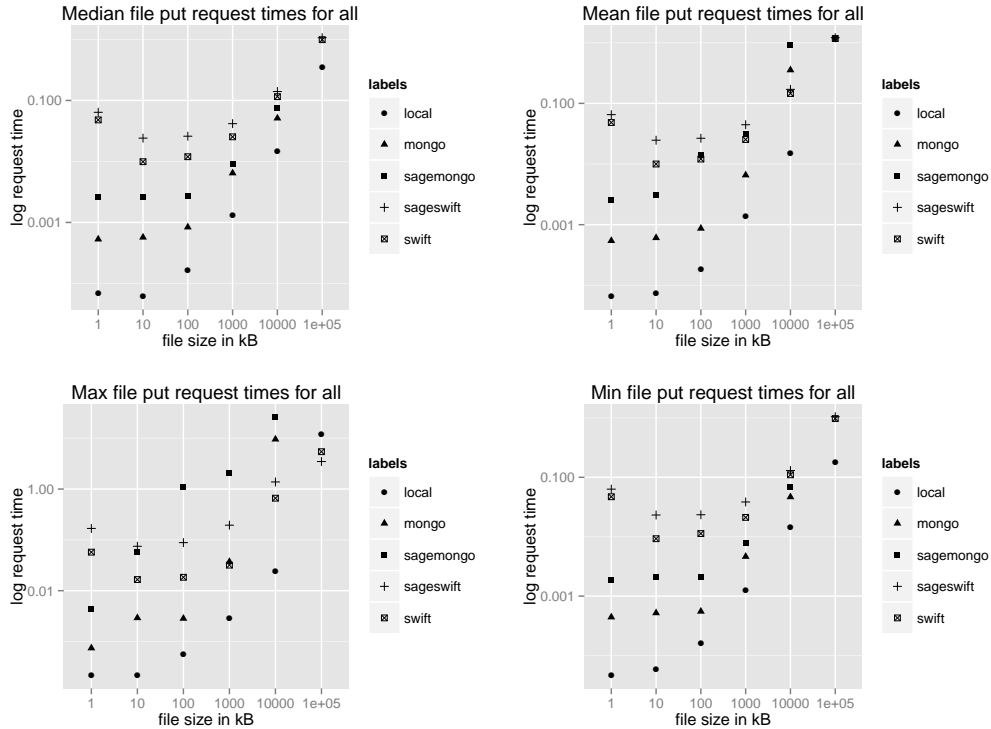 Median file put request times for all
log request time
0.100
0.001
1 10 100 1000 10000 1e+05
file size in kB
labels
local
mongo
sagemongo
sageswift
swift
Mean file put request times for all
log request time
0.100
0.001
1 10 100 1000 10000 1e+05
file size in kB
labels
local
mongo
sagemongo
sageswift
swift
Max file put request times for all
log request time
1.00
0.01
1 10 100 1000 10000 1e+05
file size in kB
labels
local
mongo
sagemongo
sageswift
swift
Min file put request times for all
log request time
0.100
0.001
1 10 100 1000 10000 1e+05
file size in kB
labels
local
mongo
sagemongo
sageswift
swift